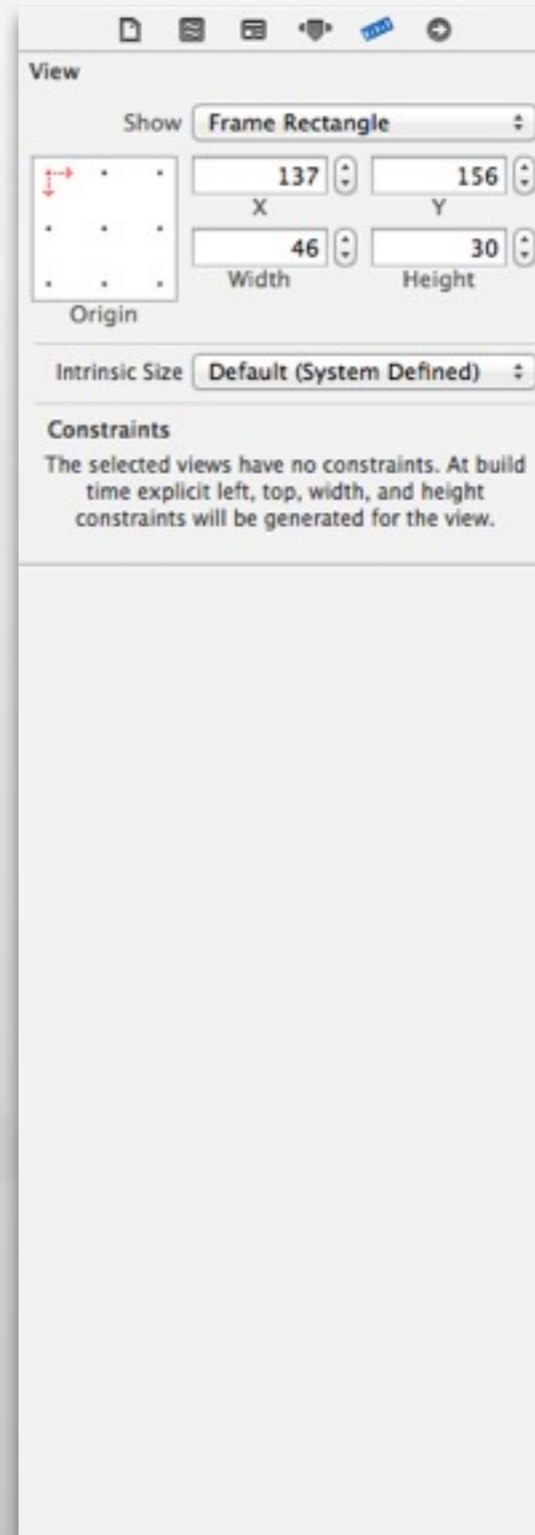 View
Show Frame Rectangle
137 156
X Y
46 30
Width Height
Origin
Intrinsic Size Default (System Defined)
Constraints
The selected views have no constraints. At build
time explicit left, top, width, and height
constraints will be generated for the view.